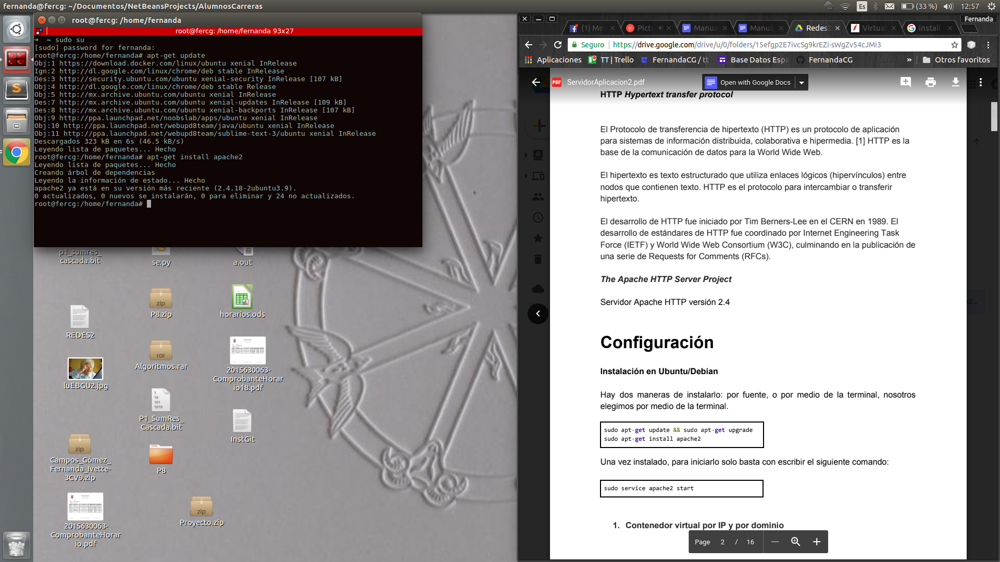 fernanda@fercg: ~/Documentos/NetBeansProjects/AlumnosCarreras
Es
(33 %)
12:57
root@fercg: /home/fernanda
root@fercg: /home/fernanda 93x27
➜  ~ sudo su
[sudo] password for fernanda:
root@fercg:/home/fernanda# apt-get update
Obj:1 https://download.docker.com/linux/ubuntu xenial InRelease
Ign:2 http://dl.google.com/linux/chrome/deb stable InRelease
Des:3 http://security.ubuntu.com/ubuntu xenial-security InRelease [107 kB]
Obj:4 http://dl.google.com/linux/chrome/deb stable Release
Obj:5 http://mx.archive.ubuntu.com/ubuntu xenial InRelease
Des:7 http://mx.archive.ubuntu.com/ubuntu xenial-updates InRelease [109 kB]
Des:8 http://mx.archive.ubuntu.com/ubuntu xenial-backports InRelease [107 kB]
Obj:9 http://ppa.launchpad.net/noobslab/apps/ubuntu xenial InRelease
Obj:10 http://ppa.launchpad.net/webupd8team/java/ubuntu xenial InRelease
Obj:11 http://ppa.launchpad.net/webupd8team/sublime-text-3/ubuntu xenial InRelease
Descargados 323 kB en 6s (46.5 kB/s)
Leyendo lista de paquetes... Hecho
root@fercg:/home/fernanda# apt-get install apache2
Leyendo lista de paquetes... Hecho
Creando árbol de dependencias
Leyendo la información de estado... Hecho
apache2 ya está en su versión más reciente (2.4.18-2ubuntu3.9).
0 actualizados, 0 nuevos se instalarán, 0 para eliminar y 24 no actualizados.
root@fercg:/home/fernanda#
p1_sumres_
cascada.bit
se.py
a.out
zip
P8.zip
horarios.ods
REDES2
rar
Algoritmos.rar
2015630063-
ComprobanteHorar
io18.pdf
luEBGU2.jpg
1
10
101
1010
P1_SumRes_
Cascada.bit
InstGit
zip
Campos_Gómez_
Fernanda_Ivette-
3CV9.zip
P8
2015630063-
ComprobanteHorar
io.pdf
zip
Proyecto.zip
Fernanda
(1) Me
Pictu
Manua
Manua
Redes
Virtual
install
Seguro
https://drive.google.com/drive/u/0/folders/15efgp2E7ivcSg9krEZi-sWgZv54cJMi3
Aplicaciones
TT | Trello
FernandaCG / tt
Base Datos Espa
FernandaCG
»
Otros favoritos
PDF
ServidorAplicacion2.pdf
Open with Google Docs
HTTP Hypertext transfer protocol
El Protocolo de transferencia de hipertexto (HTTP) es un protocolo de aplicación
para sistemas de información distribuida, colaborativa e hipermedia. [1] HTTP es la
base de la comunicación de datos para la World Wide Web.
El hipertexto es texto estructurado que utiliza enlaces lógicos (hipervínculos) entre
nodos que contienen texto. HTTP es el protocolo para intercambiar o transferir
hipertexto.
El desarrollo de HTTP fue iniciado por Tim Berners-Lee en el CERN en 1989. El
desarrollo de estándares de HTTP fue coordinado por Internet Engineering Task
Force (IETF) y World Wide Web Consortium (W3C), culminando en la publicación de
una serie de Requests for Comments (RFCs).
The Apache HTTP Server Project
Servidor Apache HTTP versión 2.4
Configuración
Instalación en Ubuntu/Debian
Hay dos maneras de instalarlo: por fuente, o por medio de la terminal, nosotros
elegimos por medio de la terminal.
sudo apt-get update && sudo apt-get upgrade
sudo apt-get install apache2
Una vez instalado, para iniciarlo solo basta con escribir el siguiente comando:
sudo service apache2 start
1. Contenedor virtual por IP y por dominio
Page 2 / 16